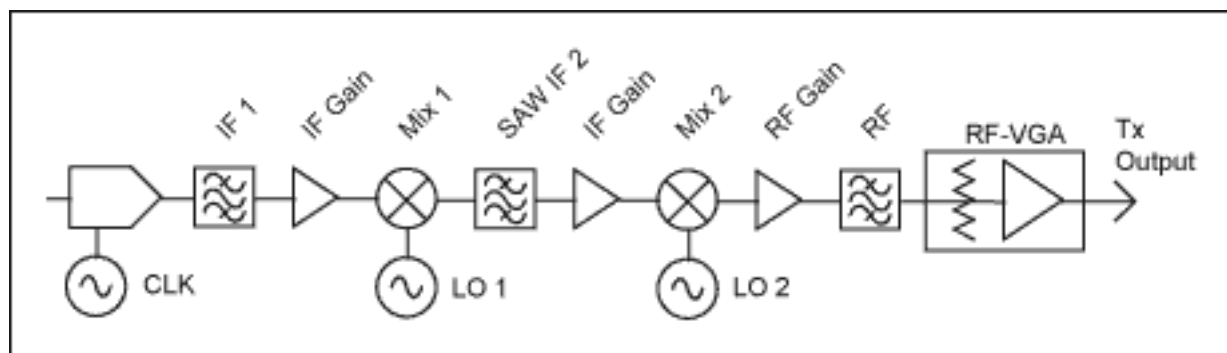 IF 1
IF Gain
Mix 1
SAW IF 2
IF Gain
Mix 2
RF Gain
RF
RF-VGA
Tx
Output
CLK
LO 1
LO 2